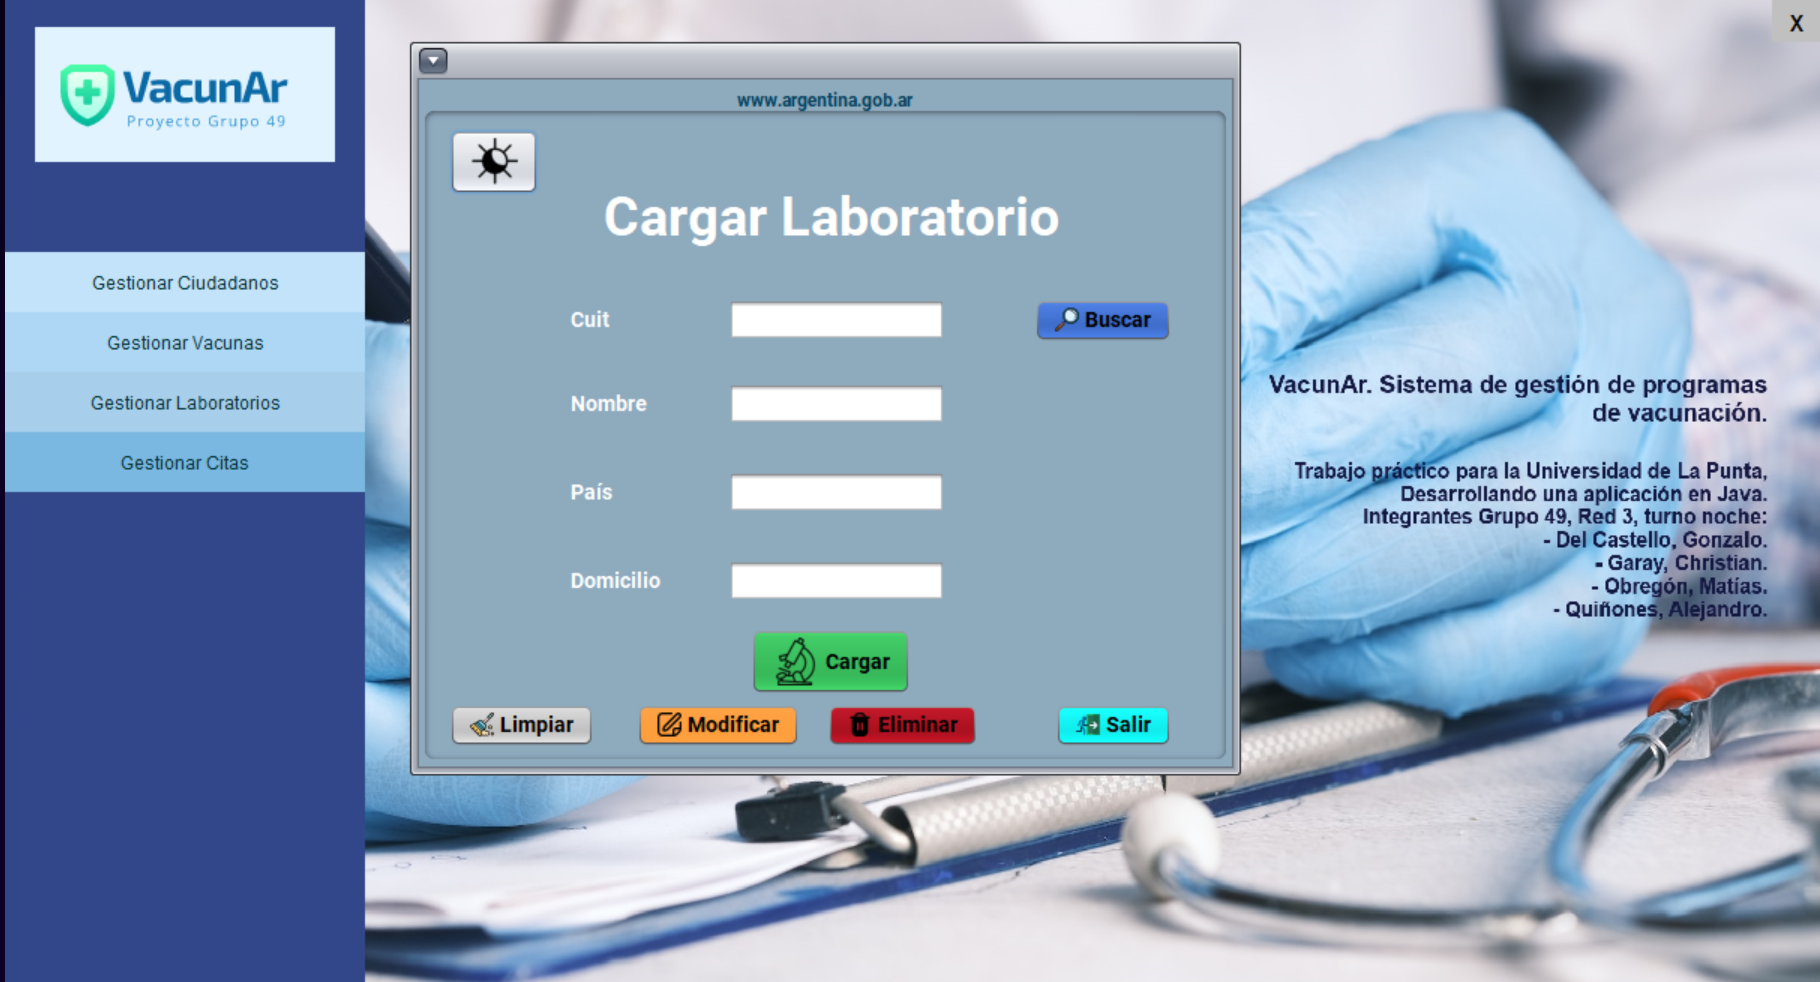 VacunAr
Proyecto Grupo 49
Gestionar Ciudadanos
Gestionar Vacunas
Gestionar Laboratorios
Gestionar Citas
www.argentina.gob.ar
Cargar Laboratorio
Cuit
Buscar
Nombre
País
Domicilio
Cargar
Limpiar
Modificar
Eliminar
Salir
X
VacunAr. Sistema de gestión de programas
de vacunación.
Trabajo práctico para la Universidad de La Punta,
Desarrollando una aplicación en Java.
Integrantes Grupo 49, Red 3, turno noche:
- Del Castello, Gonzalo.
- Garay, Christian.
- Obregón, Matías.
- Quiñones, Alejandro.